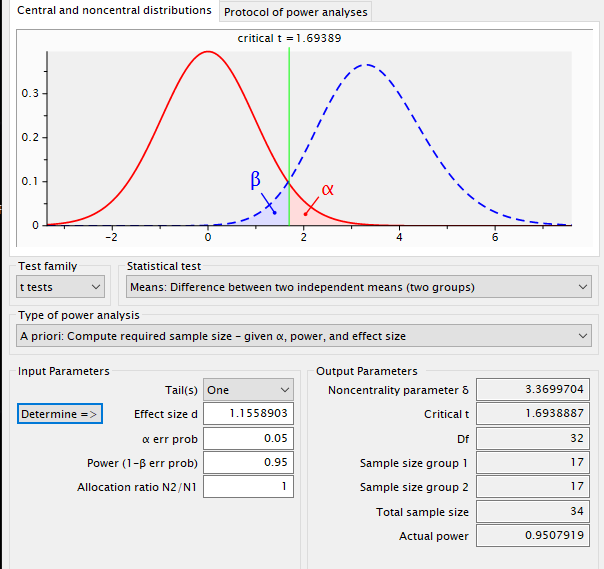 Central and noncentral distributions
Protocol of power analyses
critical t = 1.69389
0.3
0.2
0.1
0
β
α
-2
0
2
4
6
Test family
Statistical test
t tests
Means: Difference between two independent means (two groups)
Type of power analysis
A priori: Compute required sample size - given α, power, and effect size
Input Parameters
Output Parameters
Tail(s) One
Noncentrality parameter δ 3.3699704
Determine => Effect size d 1.1558903
Critical t 1.6938887
α err prob 0.05
Df 32
Power (1-β err prob) 0.95
Sample size group 1 17
Allocation ratio N2/N1 1
Sample size group 2 17
Total sample size 34
Actual power 0.9507919